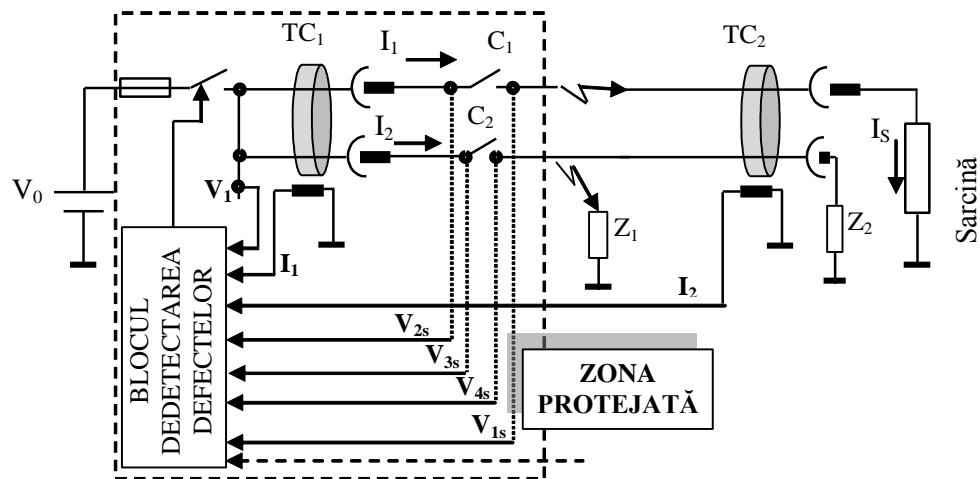 TC₁
I₁
C₁
TC₂
I₂
C₂
I_S
V₀
V₁
Z₁
Z₂
Sarcină
I₁
I₂
BLOCUL
DEDETECTAREA
DEFECTELOR
V₂ₛ
V₃ₛ
V₄ₛ
V₁ₛ
ZONA
PROTEJATĂ